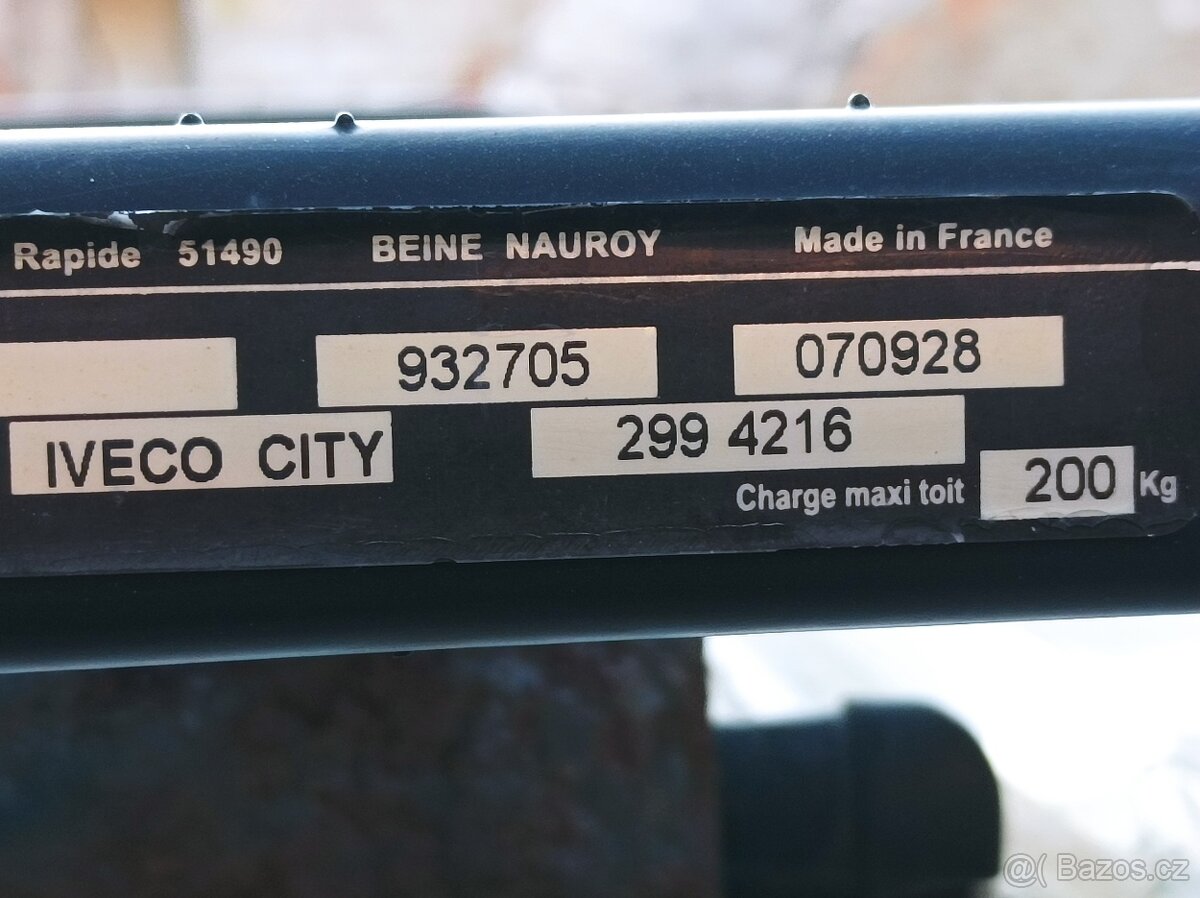 Rapide 51490 BEINE NAUROY Made in France
932705 070928
IVECO CITY 299 4216
Charge maxi toit 200 Kg
@( Bazos.cz